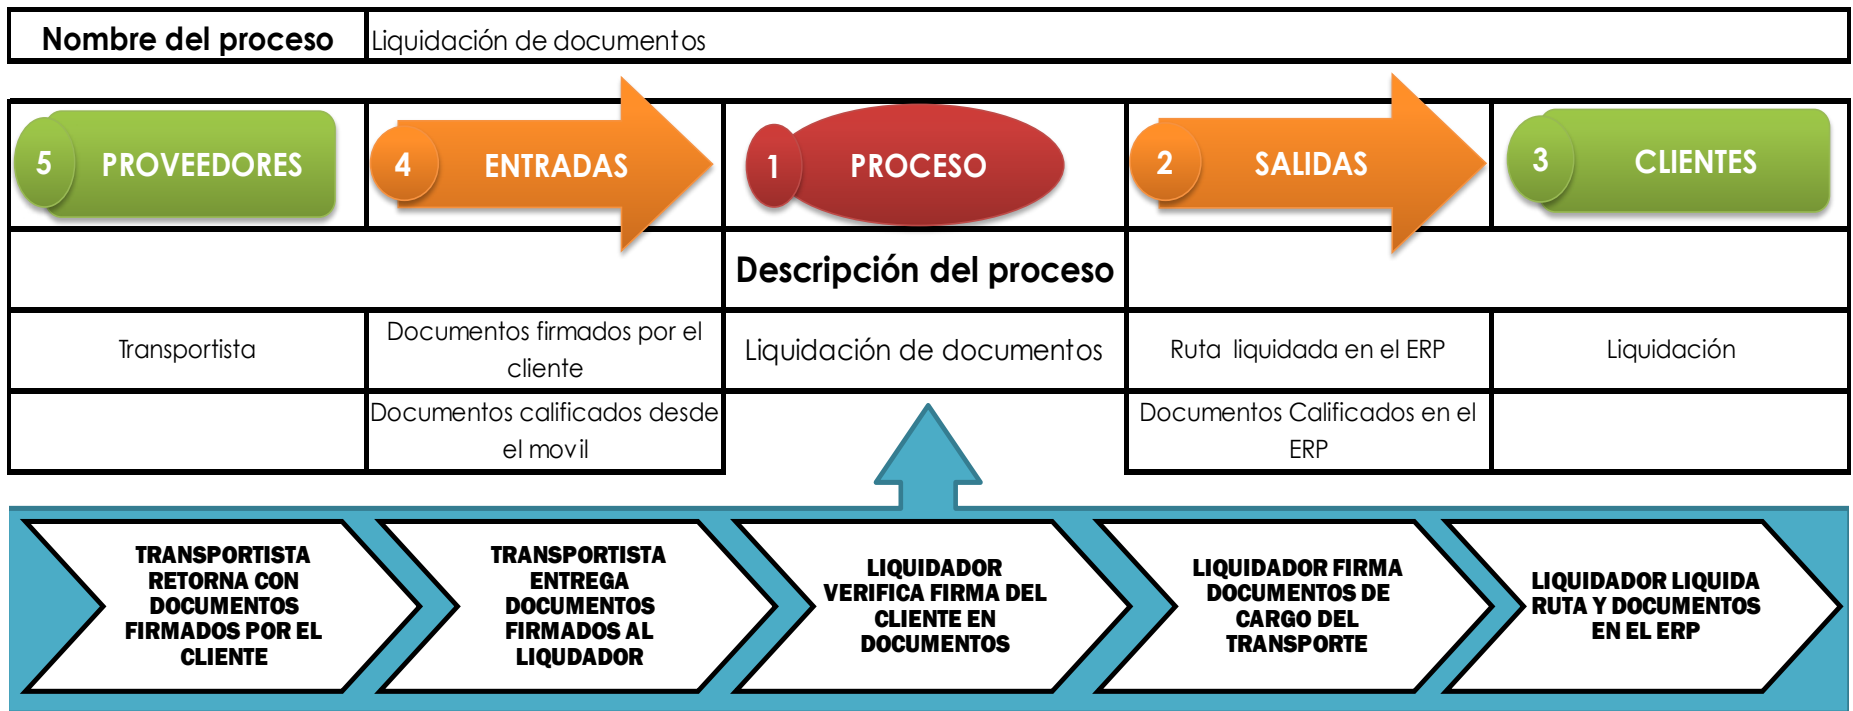 Nombre del proceso
Liquidación de documentos
5
PROVEEDORES
4
ENTRADAS
1
PROCESO
2
SALIDAS
3
CLIENTES
Descripción del proceso
Transportista
Documentos firmados por el
cliente
Liquidación de documentos
Ruta liquidada en el ERP
Liquidación
Documentos calificados desde
el movil
Documentos Calificados en el
ERP
TRANSPORTISTA
RETORNA CON
DOCUMENTOS
FIRMADOS POR EL
CLIENTE
TRANSPORTISTA
ENTREGA
DOCUMENTOS
FIRMADOS AL
LIQUDADOR
LIQUIDADOR
VERIFICA FIRMA DEL
CLIENTE EN
DOCUMENTOS
LIQUIDADOR FIRMA
DOCUMENTOS DE
CARGO DEL
TRANSPORTE
LIQUIDADOR LIQUIDA
RUTA Y DOCUMENTOS
EN EL ERP